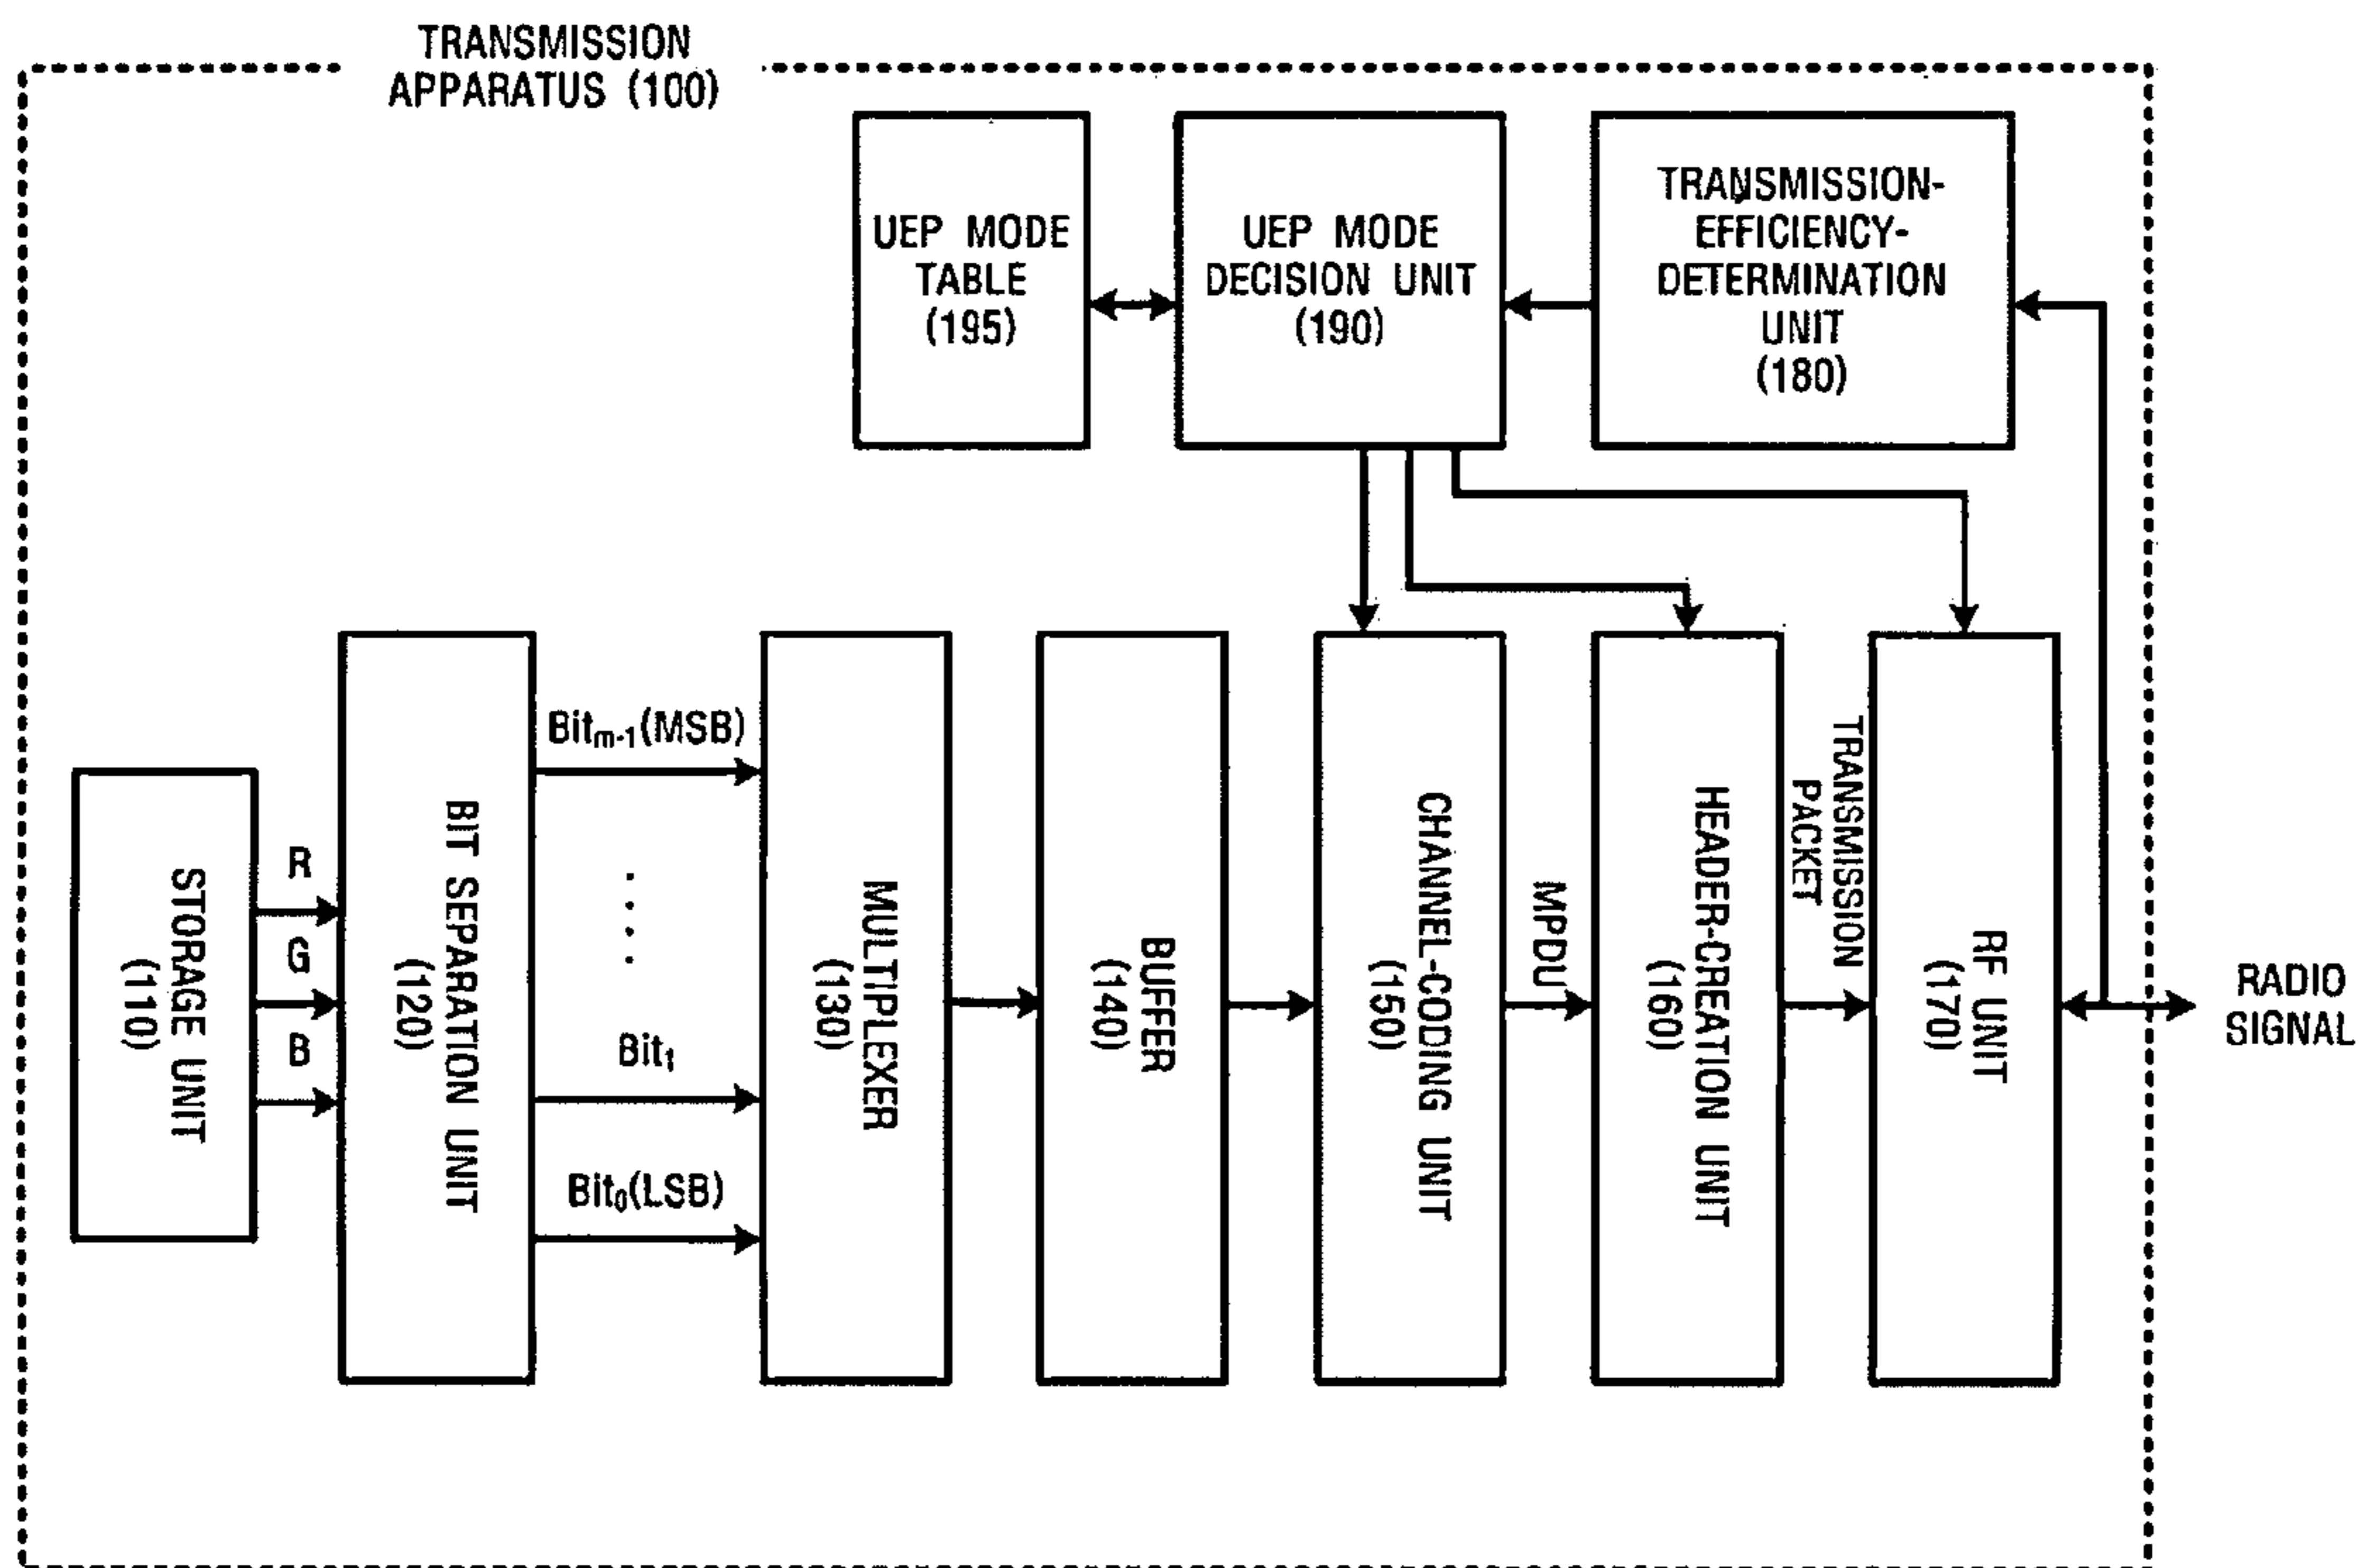 TRANSMISSION
APPARATUS (100)
UEP MODE
TABLE
(195)
UEP MODE
DECISION UNIT
(190)
TRANSMISSION-
EFFICIENCY-
DETERMINATION
UNIT
(180)
STORAGE UNIT
(110)
R
G
B
BIT SEPARATION UNIT
(120)
Bitm-1(MSB)
Bit1
Bit0(LSB)
MULTIPLEXER
(130)
BUFFER
(140)
CHANNEL-CODING UNIT
(150)
MPDU
HEADER-CREATION UNIT
(160)
TRANSMISSION
PACKET
RF UNIT
(170)
RADIO
SIGNAL